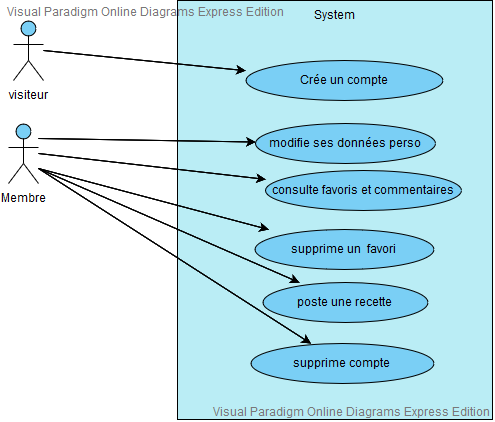 Visual Paradigm Online Diagrams Express Edition
System
visiteur
Crée un compte
Membre
modifie ses données perso
consulte favoris et commentaires
supprime un favori
poste une recette
supprime compte
Visual Paradigm Online Diagrams Express Edition